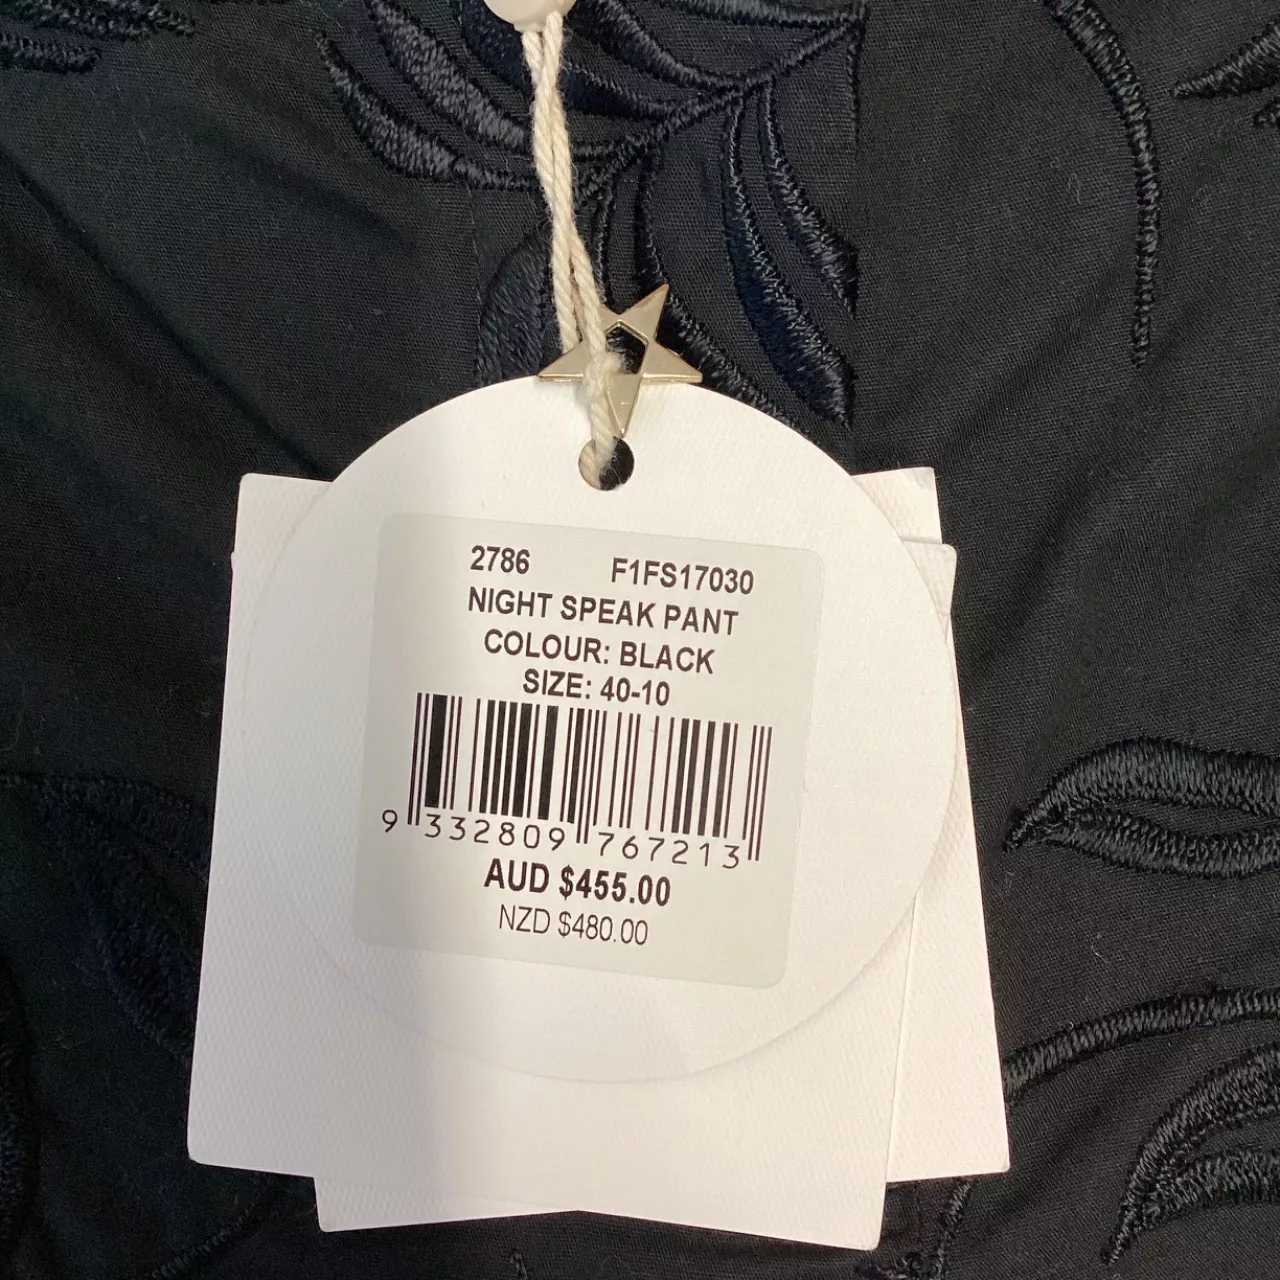 2786 F1FS17030
NIGHT SPEAK PANT
COLOUR: BLACK
SIZE: 40-10
9 332809 767213
AUD $455.00
NZD $480.00